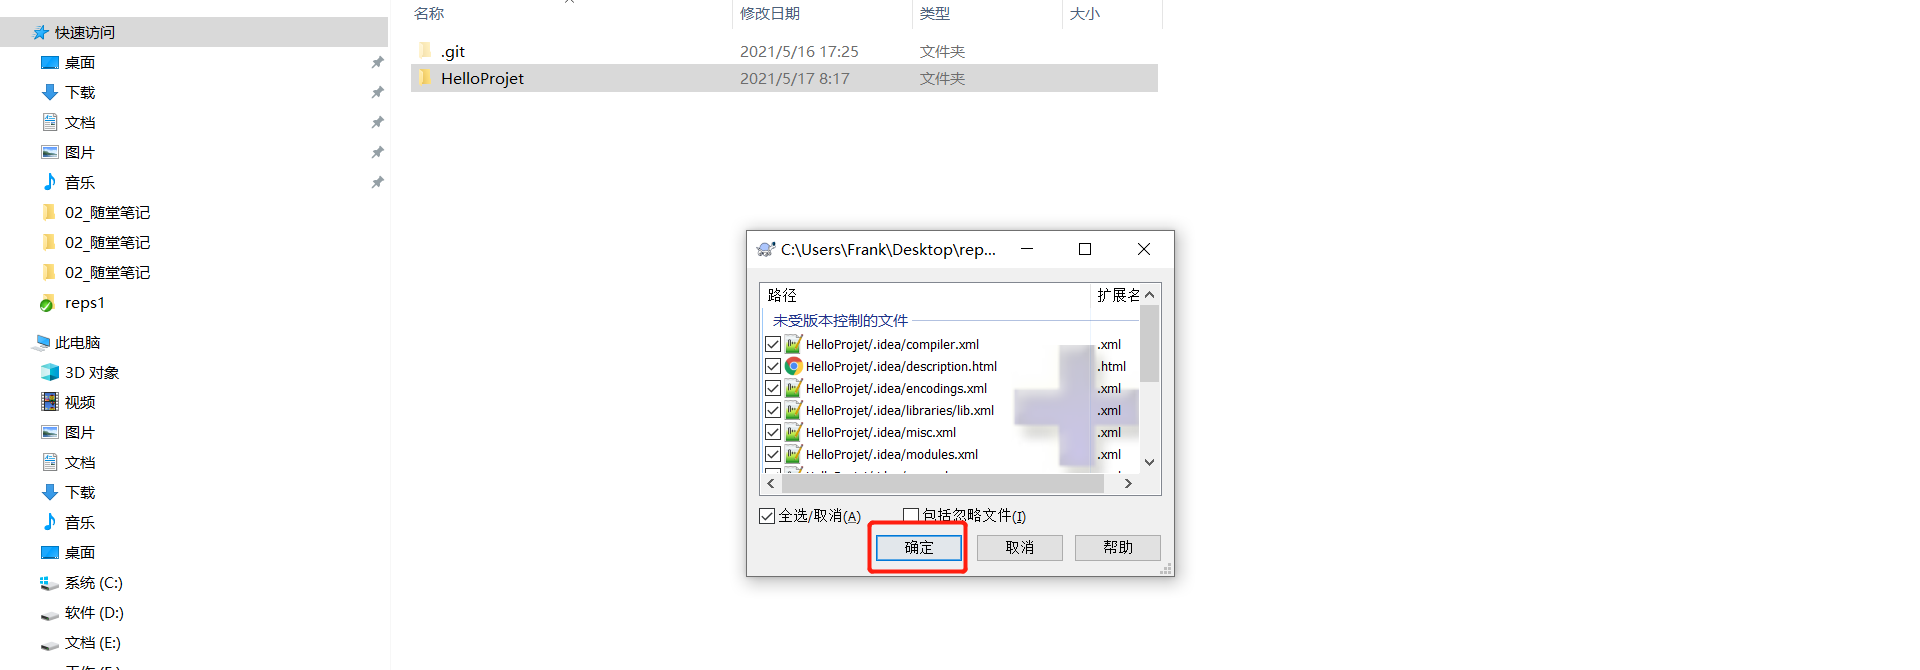 名称 修改日期 类型 大小
快速访问
桌面
下载
文档
图片
音乐
02_随堂笔记
02_随堂笔记
02_随堂笔记
reps1
此电脑
3D 对象
视频
图片
文档
下载
音乐
桌面
系统 (C:)
软件 (D:)
文档 (E:)
.git 2021/5/16 17:25 文件夹
HelloProjet 2021/5/17 8:17 文件夹
C:\Users\Frank\Desktop\rep...
路径 扩展名
未受版本控制的文件
HelloProjet/.idea/compiler.xml .xml
HelloProjet/.idea/description.html .html
HelloProjet/.idea/encodings.xml .xml
HelloProjet/.idea/libraries/lib.xml .xml
HelloProjet/.idea/misc.xml .xml
HelloProjet/.idea/modules.xml .xml
全选/取消(A) 包括忽略文件(I)
确定 取消 帮助